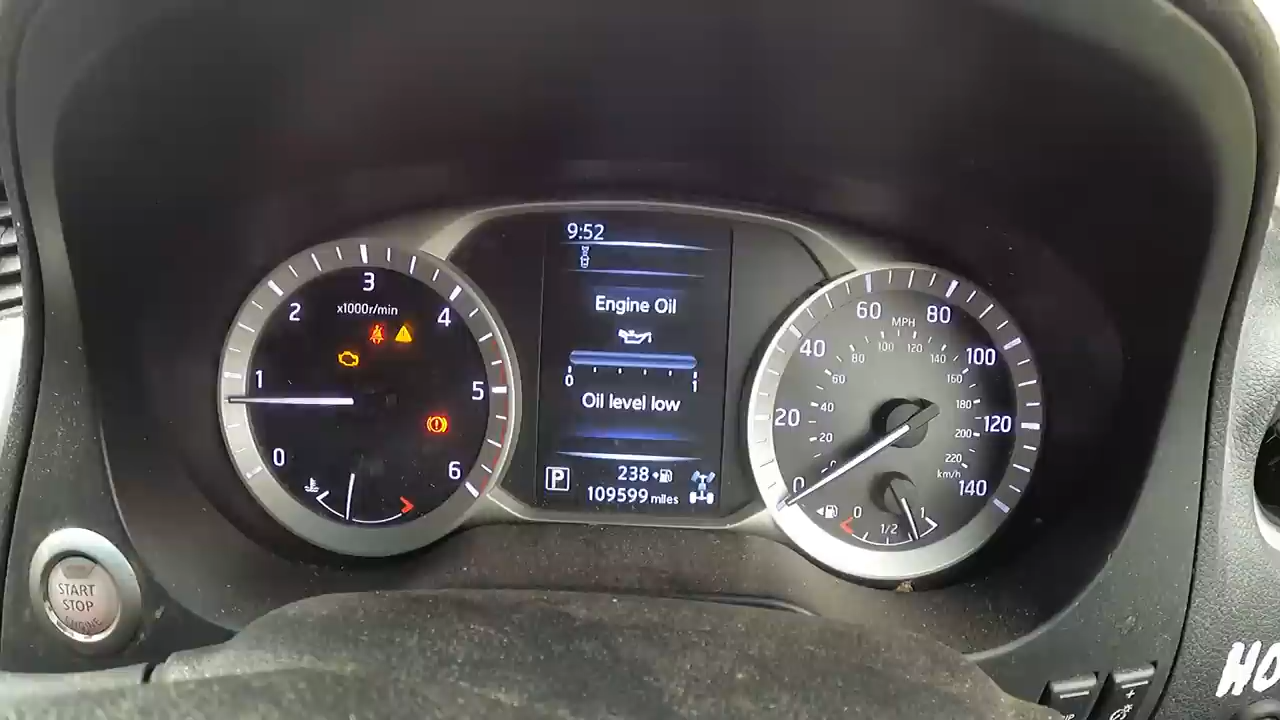 9:52
Engine Oil
0 1
Oil level low
P 238
109599 miles
0 1 2 3 4 5 6
x1000r/min
0 20 40 60 80 100 120 140
MPH
0 20 40 60 80 100 120 140 160 180 200 220
km/h
0 1/2 1
START
STOP
ENGINE
HO